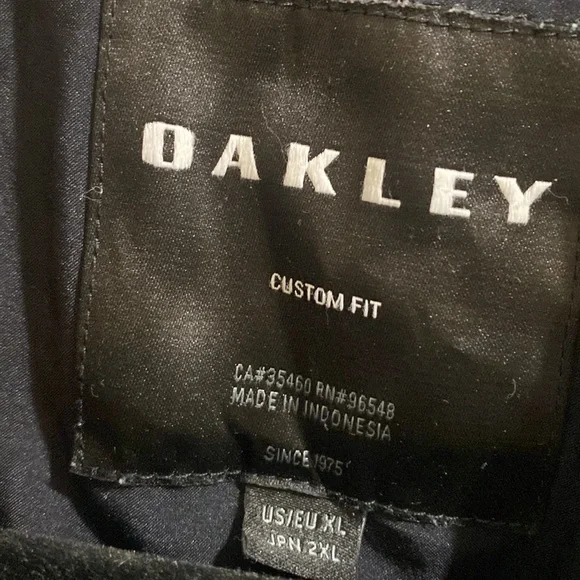 OAKLEY
CUSTOM FIT
CA#35460 RN#96548
MADE IN INDONESIA
SINCE 1975
US/EU XL
JPN 2XL